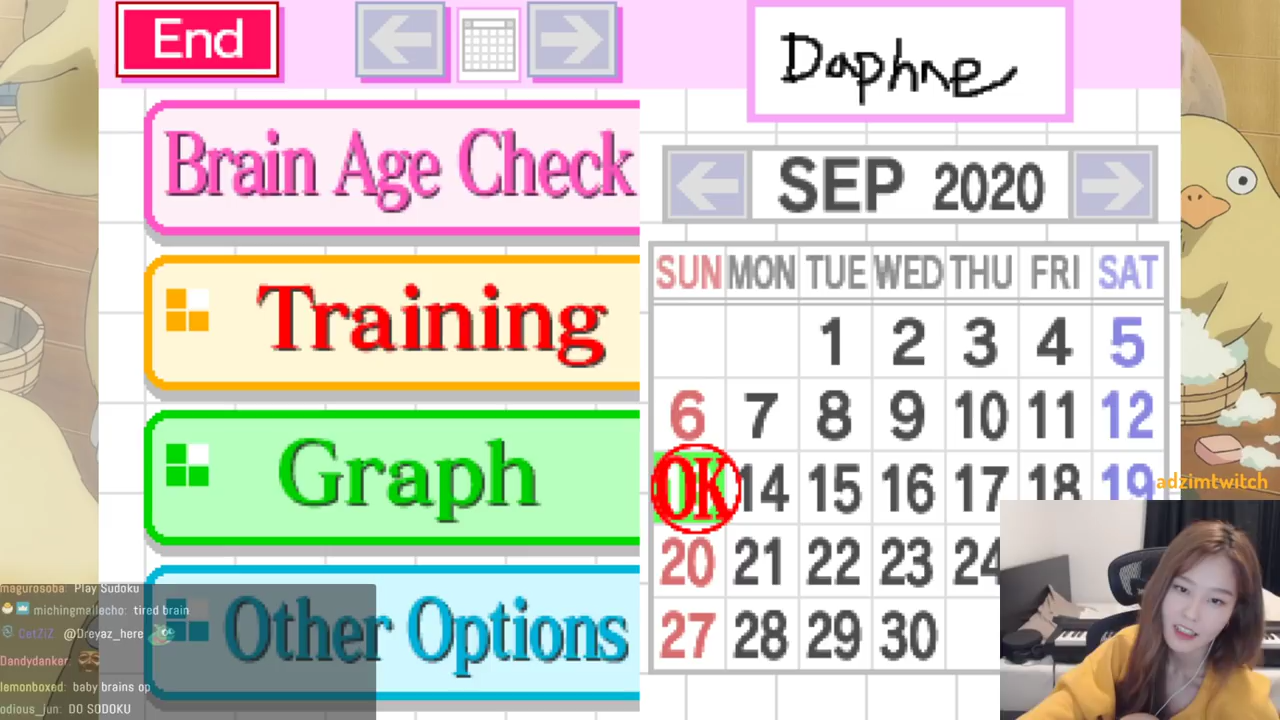 End
Daphne
Brain Age Check
Training
Graph
Other Options
SEP 2020
SUN MON TUE WED THU FRI SAT
1 2 3 4 5
6 7 8 9 10 11 12
OK 14 15 16 17 18 19
20 21 22 23 24
27 28 29 30
adzimtwitch
magurosoba: Play Sudoku
michingmallecho: tired brain
CatZiZ @Dreyaz_here
Dandydanker:
lemonboxed: baby brains op
odious_jun: DO SODOKU